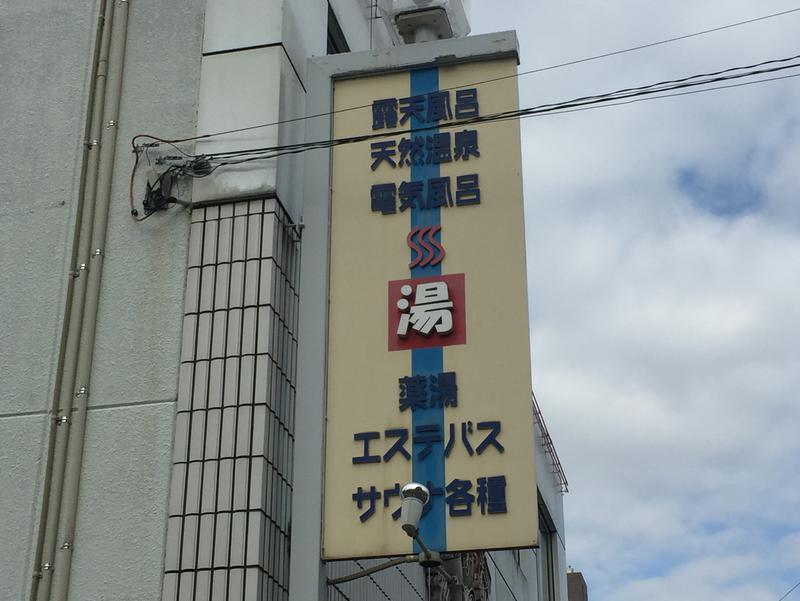 露天風呂
天然温泉
電気風呂
湯
薬湯
エステバス
サウナ各種